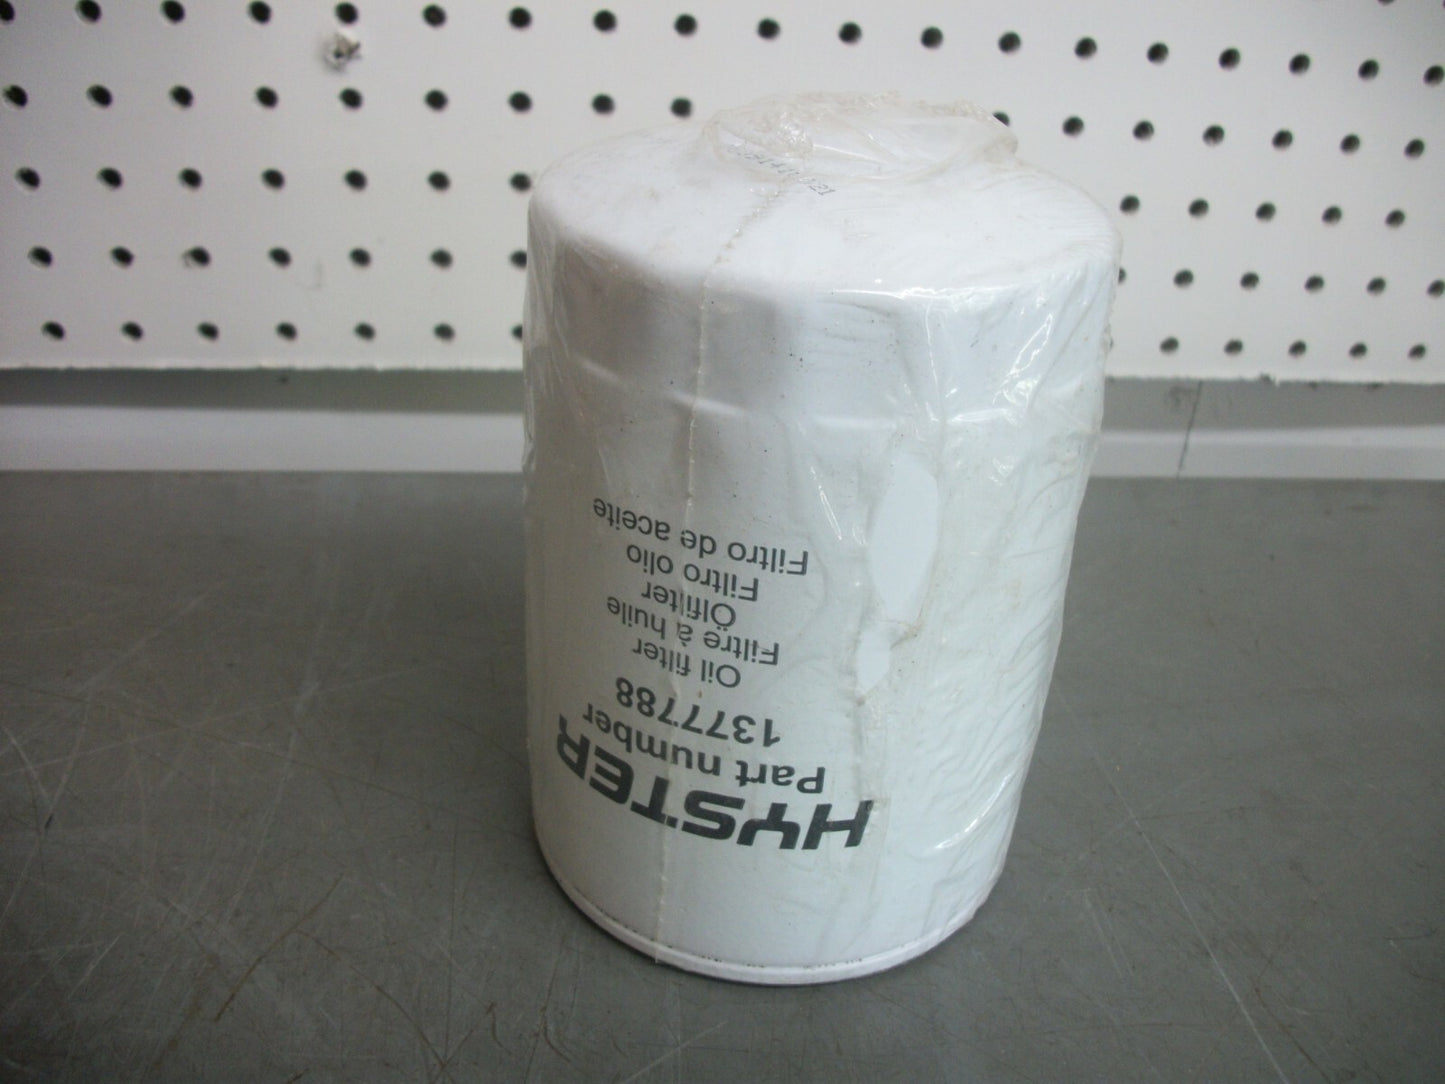 HYSTER
Part number
1377788
Oil filter
Filtre à huile
Ölfilter
Filtro olio
Filtro de aceite